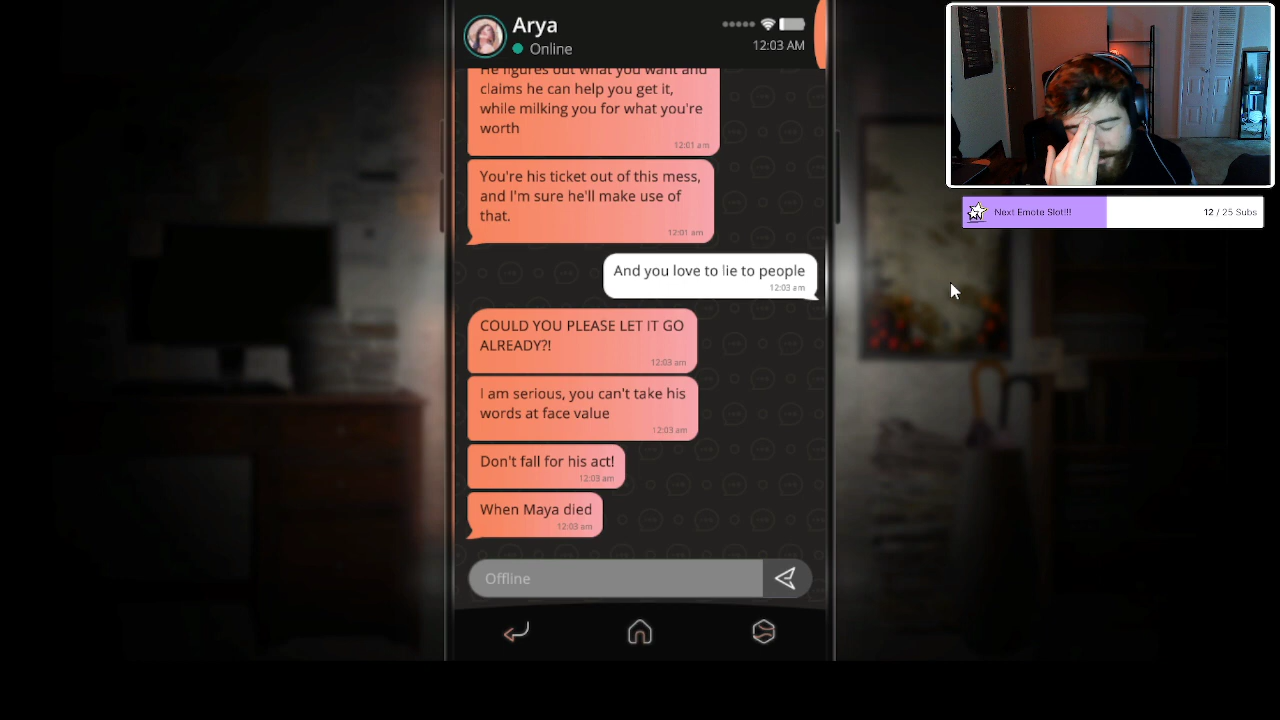 Arya
Online
12:03 AM
He figures out what you want and
claims he can help you get it,
while milking you for what you're
worth
12:01 am
You're his ticket out of this mess,
and I'm sure he'll make use of
that.
12:01 am
And you love to lie to people
12:03 am
COULD YOU PLEASE LET IT GO
ALREADY?!
12:03 am
I am serious, you can't take his
words at face value
12:03 am
Don't fall for his act!
12:03 am
When Maya died
12:03 am
Offline
Next Emote Slot!!!
12 / 25 Subs